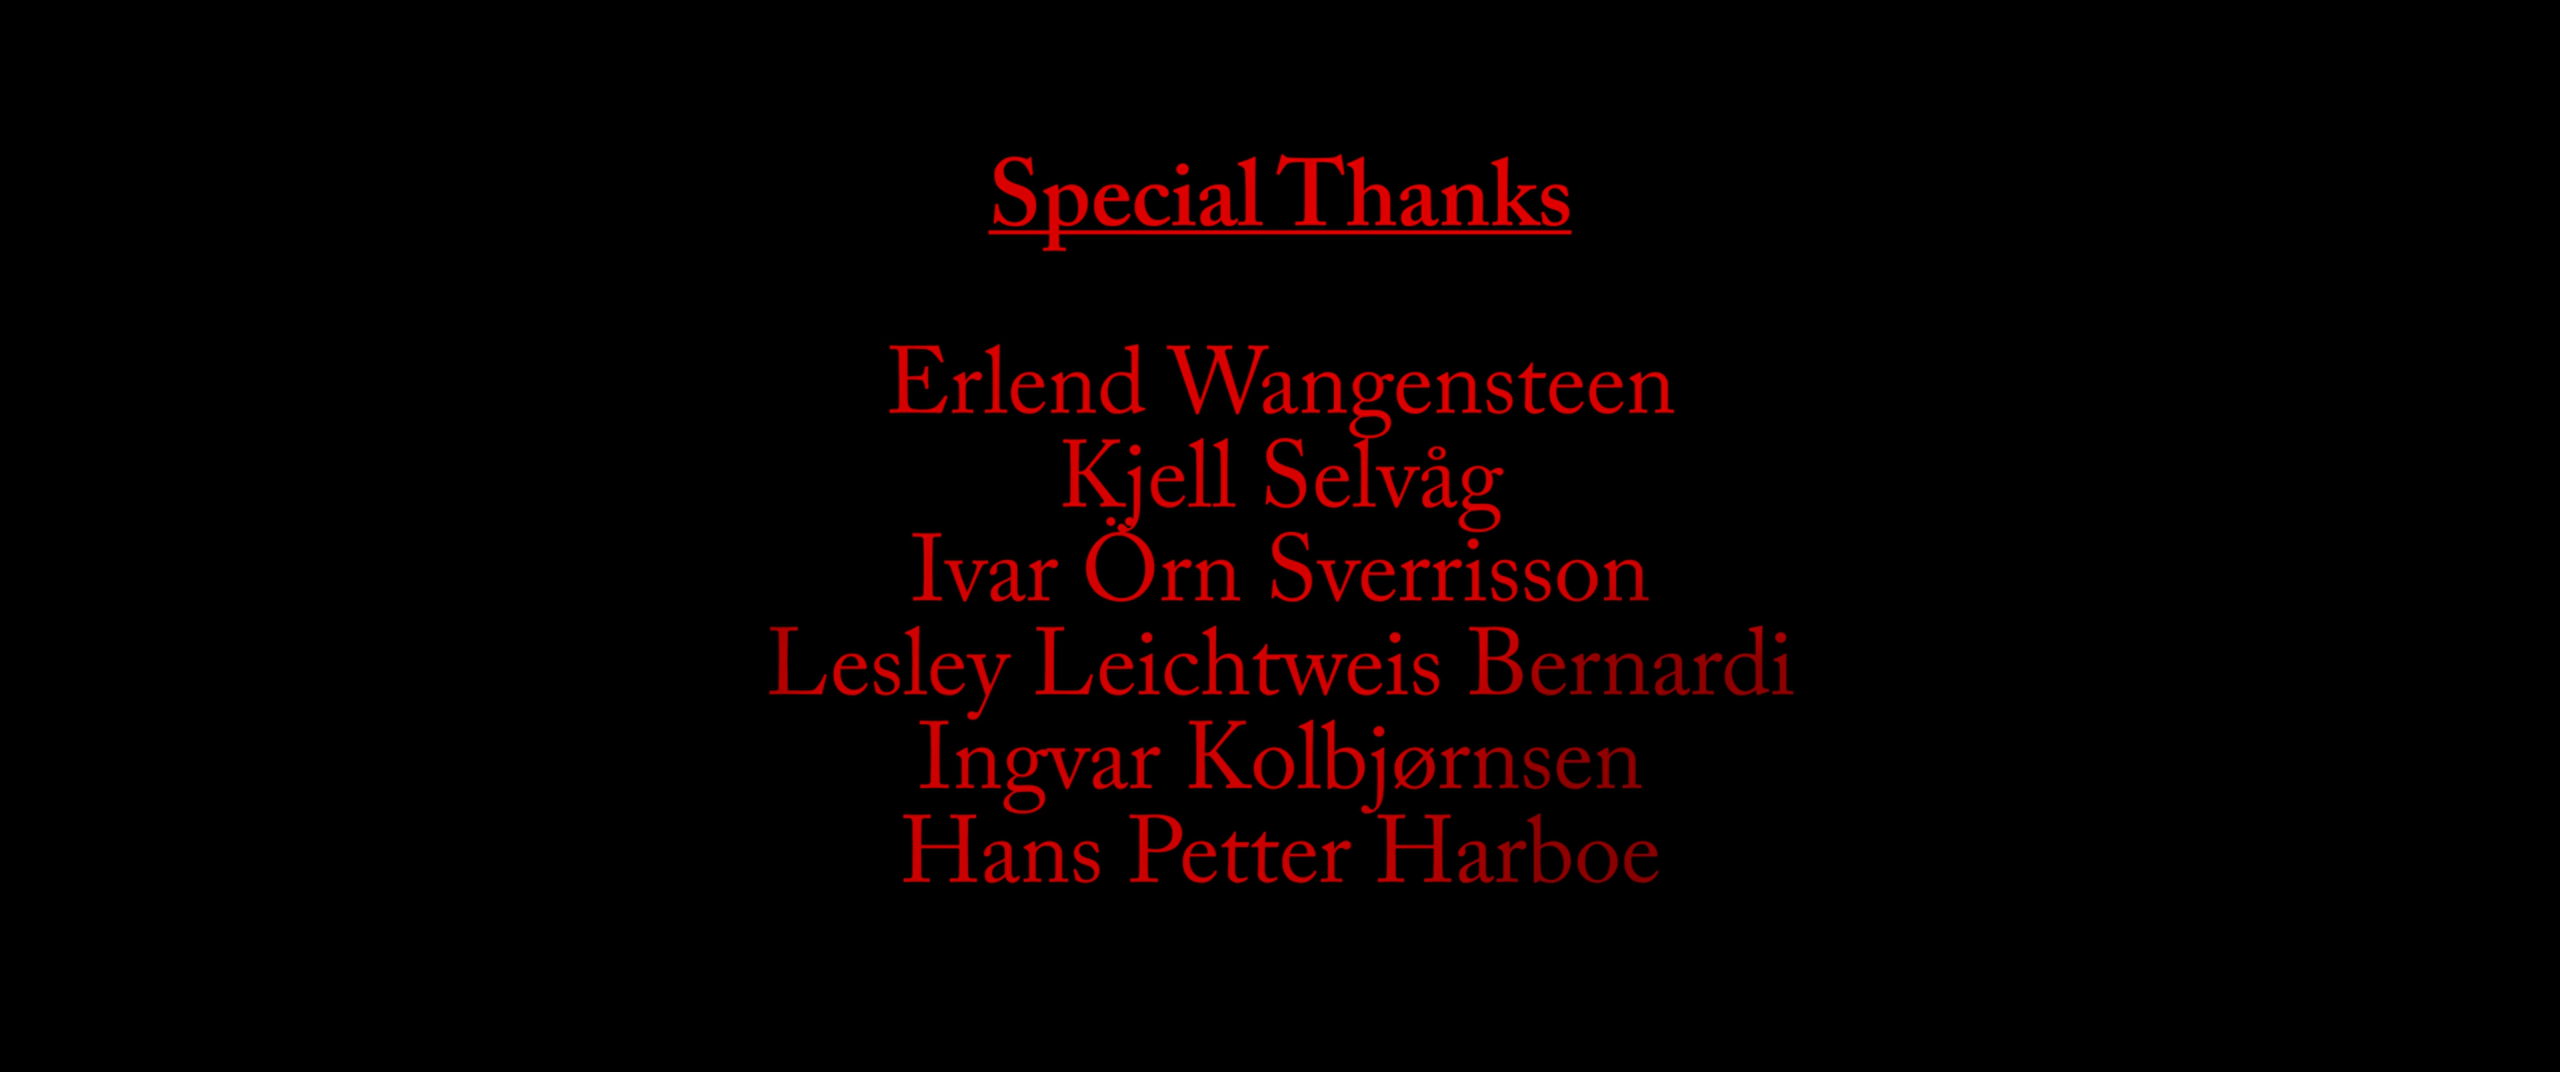 Special Thanks
Erlend Wangensteen
Kjell Selvåg
Ivar Örn Sverrisson
Lesley Leichtweis Bernardi
Ingvar Kolbjørnsen
Hans Petter Harboe